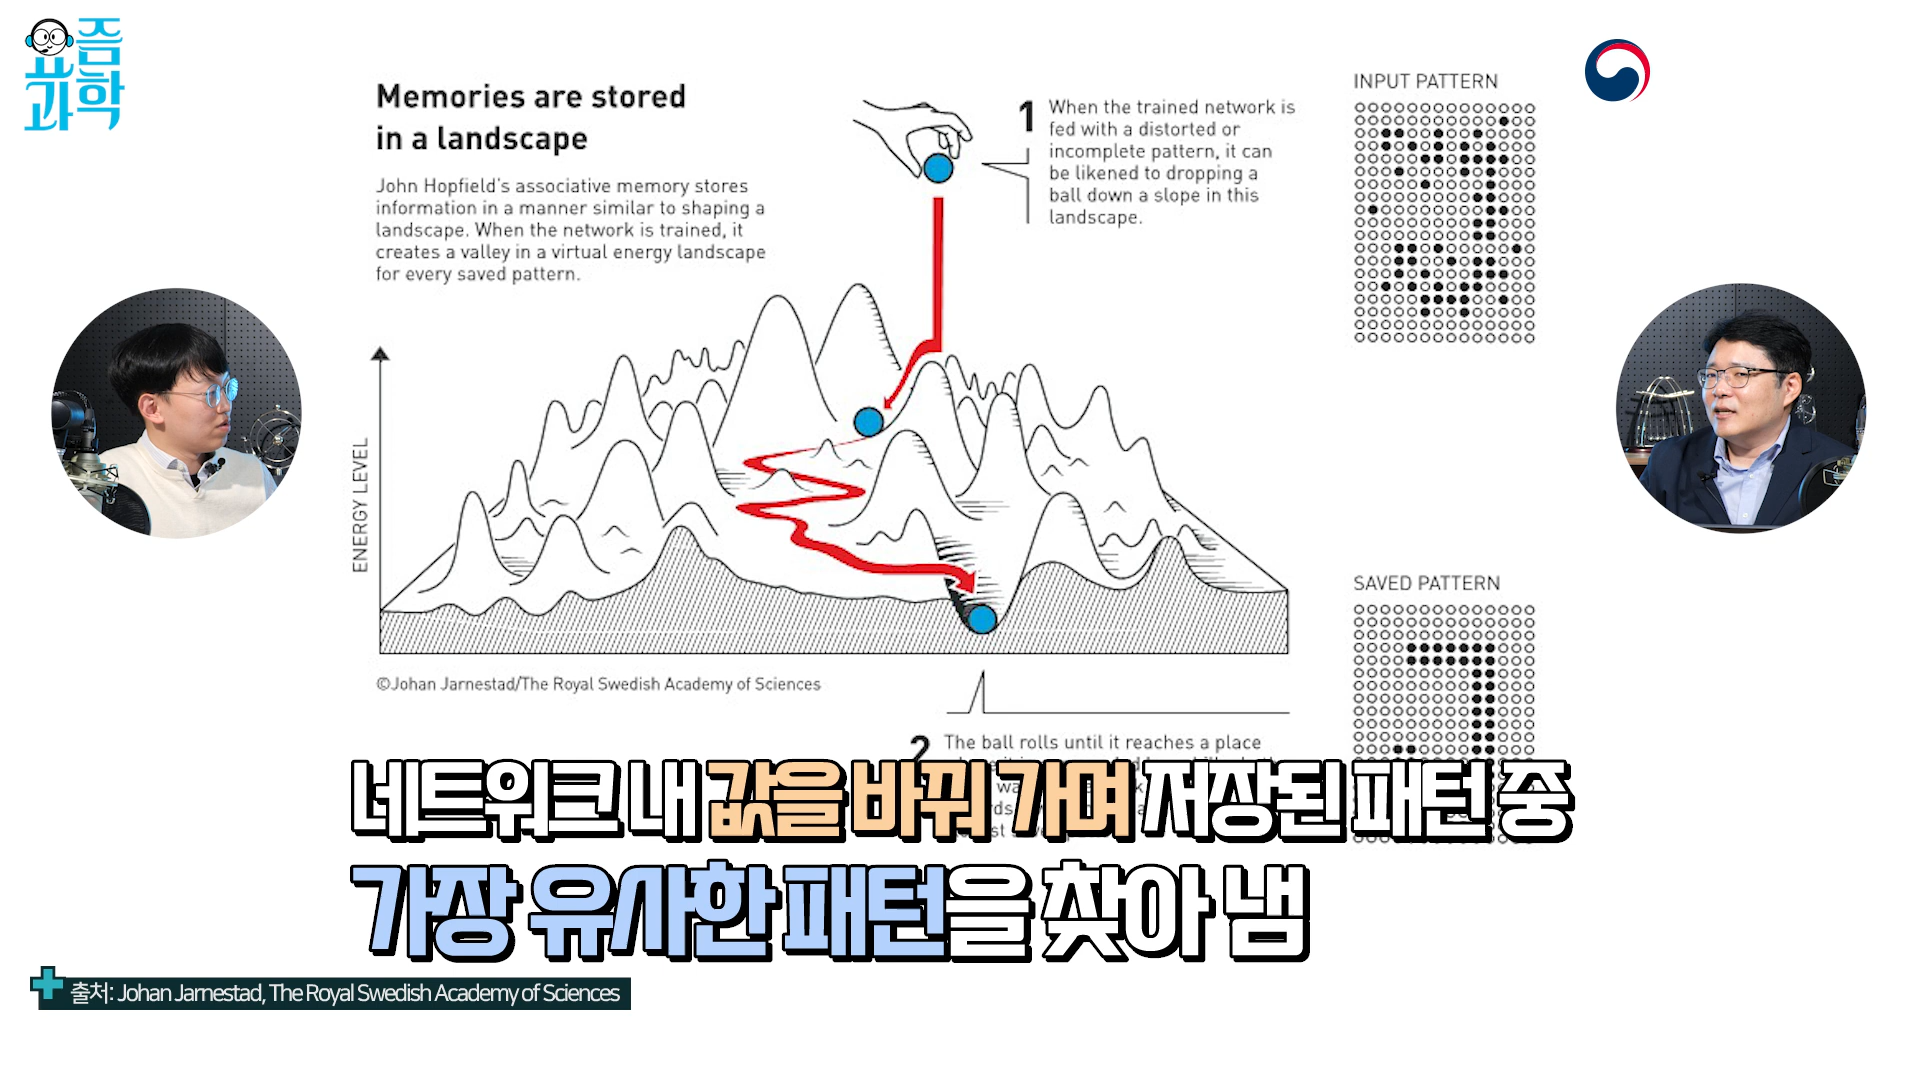 요즘과학
Memories are stored
in a landscape
John Hopfield's associative memory stores
information in a manner similar to shaping a
landscape. When the network is trained, it
creates a valley in a virtual energy landscape
for every saved pattern.
1
When the trained network is
fed with a distorted or
incomplete pattern, it can
be likened to dropping a
ball down a slope in this
landscape.
INPUT PATTERN
ENERGY LEVEL
SAVED PATTERN
©Johan Jarnestad/The Royal Swedish Academy of Sciences
2
The ball rolls until it reaches a place
네트워크 내 값을 바꿔 가며 저장된 패턴 중
가장 유사한 패턴을 찾아 냄
출처: Johan Jarnestad, The Royal Swedish Academy of Sciences